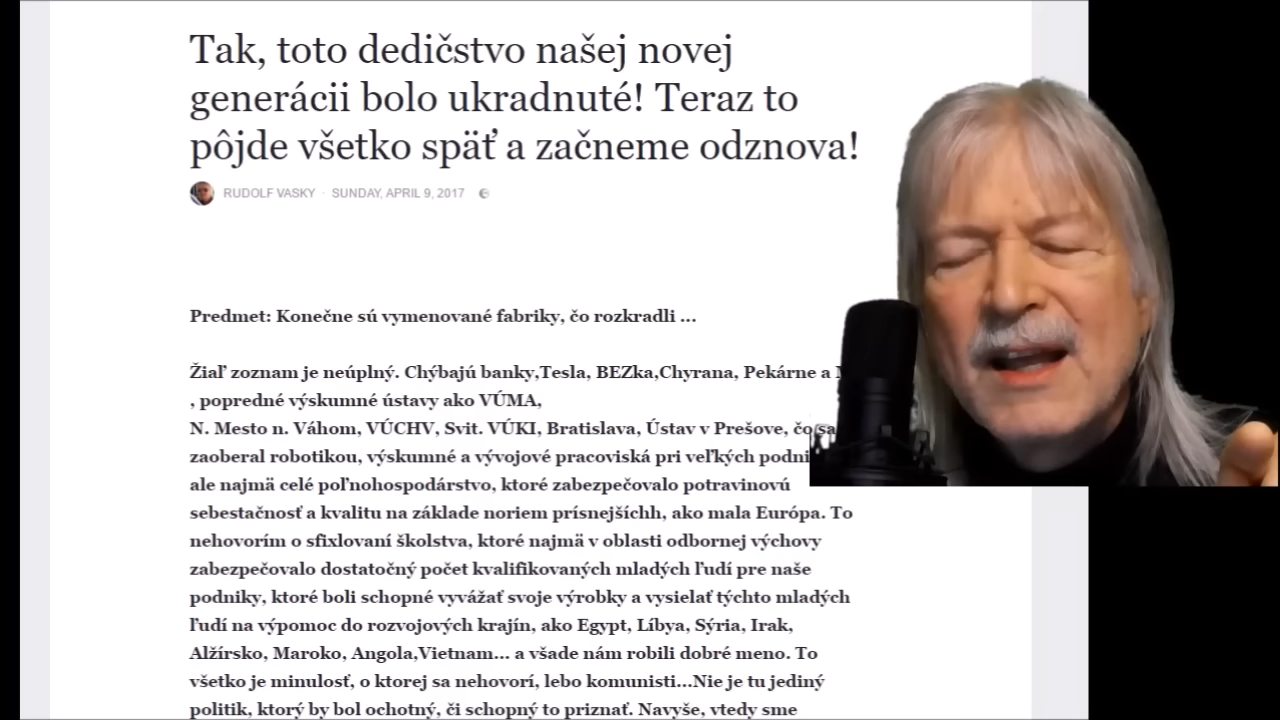 Tak, toto dedičstvo našej novej
generácii bolo ukradnuté! Teraz to
pôjde všetko späť a začneme odznova!
RUDOLF VASKY · SUNDAY, APRIL 9, 2017
Predmet: Konečne sú vymenované fabriky, čo rozkradli ...
Žiaľ zoznam je neúplný. Chýbajú banky,Tesla, BEZka,Chyrana, Pekárne a
, popredné výskumné ústavy ako VÚMA,
N. Mesto n. Váhom, VÚCHV, Svit. VÚKI, Bratislava, Ústav v Prešove, čo sa
zaoberal robotikou, výskumné a vývojové pracoviská pri veľkých
ale najmä celé poľnohospodárstvo, ktoré zabezpečovalo potravinovú
sebestačnosť a kvalitu na základe noriem prísnejšíchh, ako mala Európa. To
nehovorím o sfixlovaní školstva, ktoré najmä v oblasti odbornej výchovy
zabezpečovalo dostatočný počet kvalifikovaných mladých ľudí pre naše
podniky, ktoré boli schopné vyvážať svoje výrobky a vysielať týchto mladých
ľudí na výpomoc do rozvojových krajín, ako Egypt, Líbya, Sýria, Irak,
Alžírsko, Maroko, Angola,Vietnam... a všade nám robili dobré meno. To
všetko je minulosť, o ktorej sa nehovorí, lebo komunisti...Nie je tu jediný
politik, ktorý by bol ochotný, či schopný to priznať. Navyše, vtedy sme